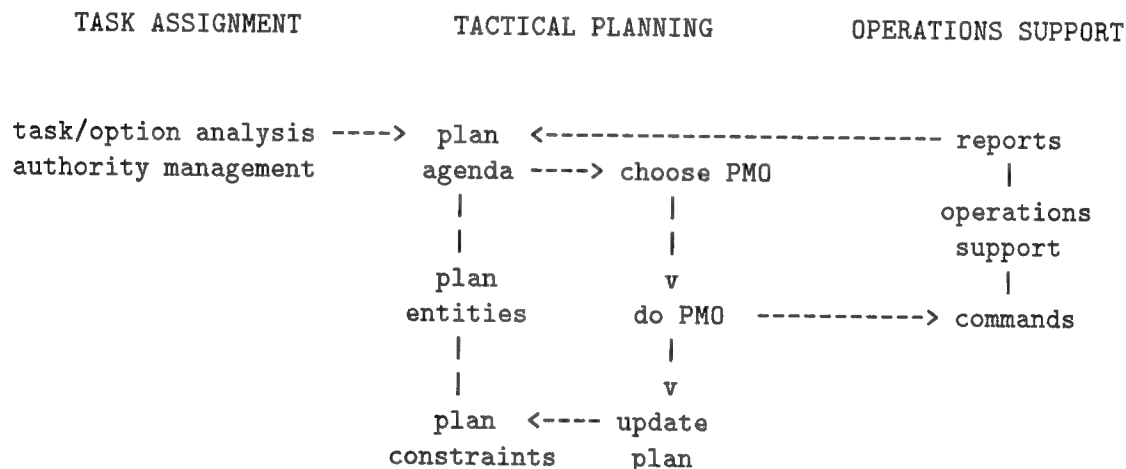 TASK ASSIGNMENT TACTICAL PLANNING OPERATIONS SUPPORT
task/option analysis ----> plan <----------------------- reports
authority management agenda ----> choose PMO |
| | operations
| | support
plan v |
entities do PMO -----------> commands
| |
| v
plan <---- update
constraints plan